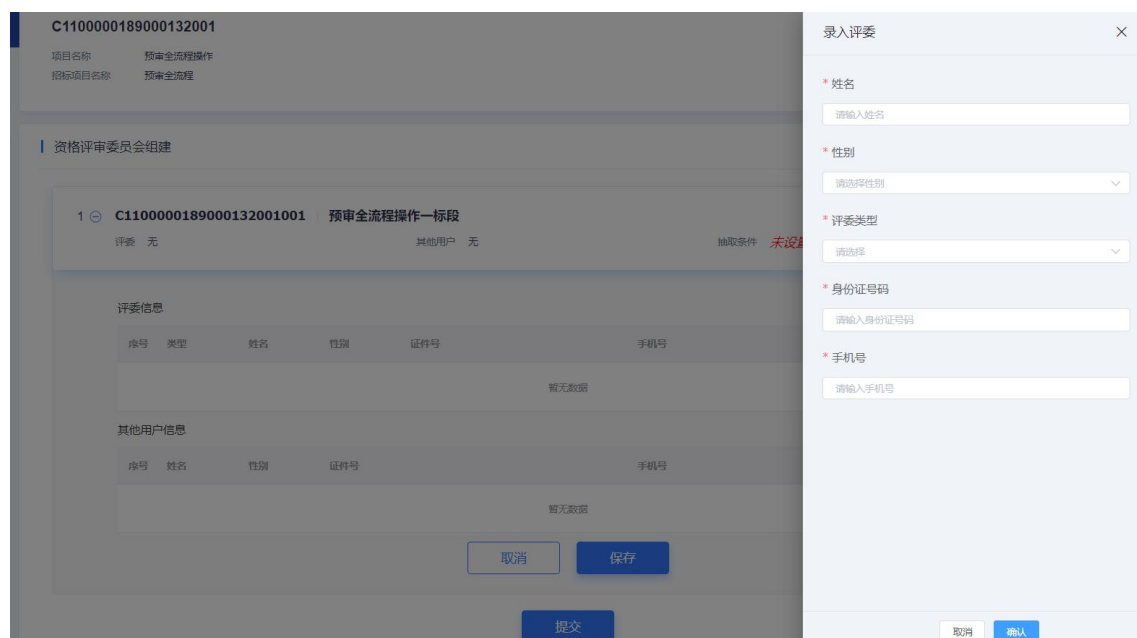 C1100000189000132001
项目名称 预审全流程操作
招标项目名称 预审全流程
资格评审委员会组建
1 C1100000189000132001001 预审全流程操作一标段
评委 无 其他用户 无 抽取条件 未设置
评委信息
序号 类型 姓名 性别 证件号 手机号
暂无数据
其他用户信息
序号 姓名 性别 证件号 手机号
暂无数据
取消 保存
提交
录入评委
* 姓名
请输入姓名
* 性别
请选择性别
* 评委类型
请选择
* 身份证号码
请输入身份证号码
* 手机号
请输入手机号
取消 确认